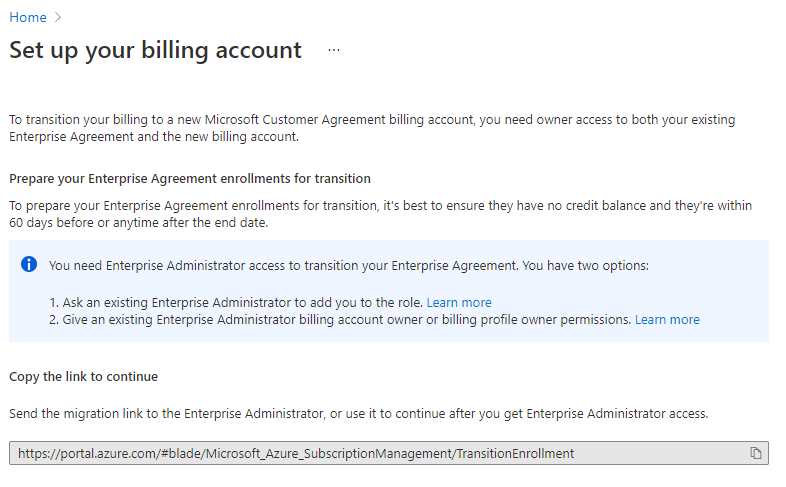 Home
Set up your billing account ...
To transition your billing to a new Microsoft Customer Agreement billing account, you need owner access to both your existing
Enterprise Agreement and the new billing account.
Prepare your Enterprise Agreement enrollments for transition
To prepare your Enterprise Agreement enrollments for transition, it's best to ensure they have no credit balance and they're within
60 days before or anytime after the end date.
You need Enterprise Administrator access to transition your Enterprise Agreement. You have two options:
1. Ask an existing Enterprise Administrator to add you to the role. Learn more
2. Give an existing Enterprise Administrator billing account owner or billing profile owner permissions. Learn more
Copy the link to continue
Send the migration link to the Enterprise Administrator, or use it to continue after you get Enterprise Administrator access.
https://portal.azure.com/#blade/Microsoft_Azure_SubscriptionManagement/TransitionEnrollment